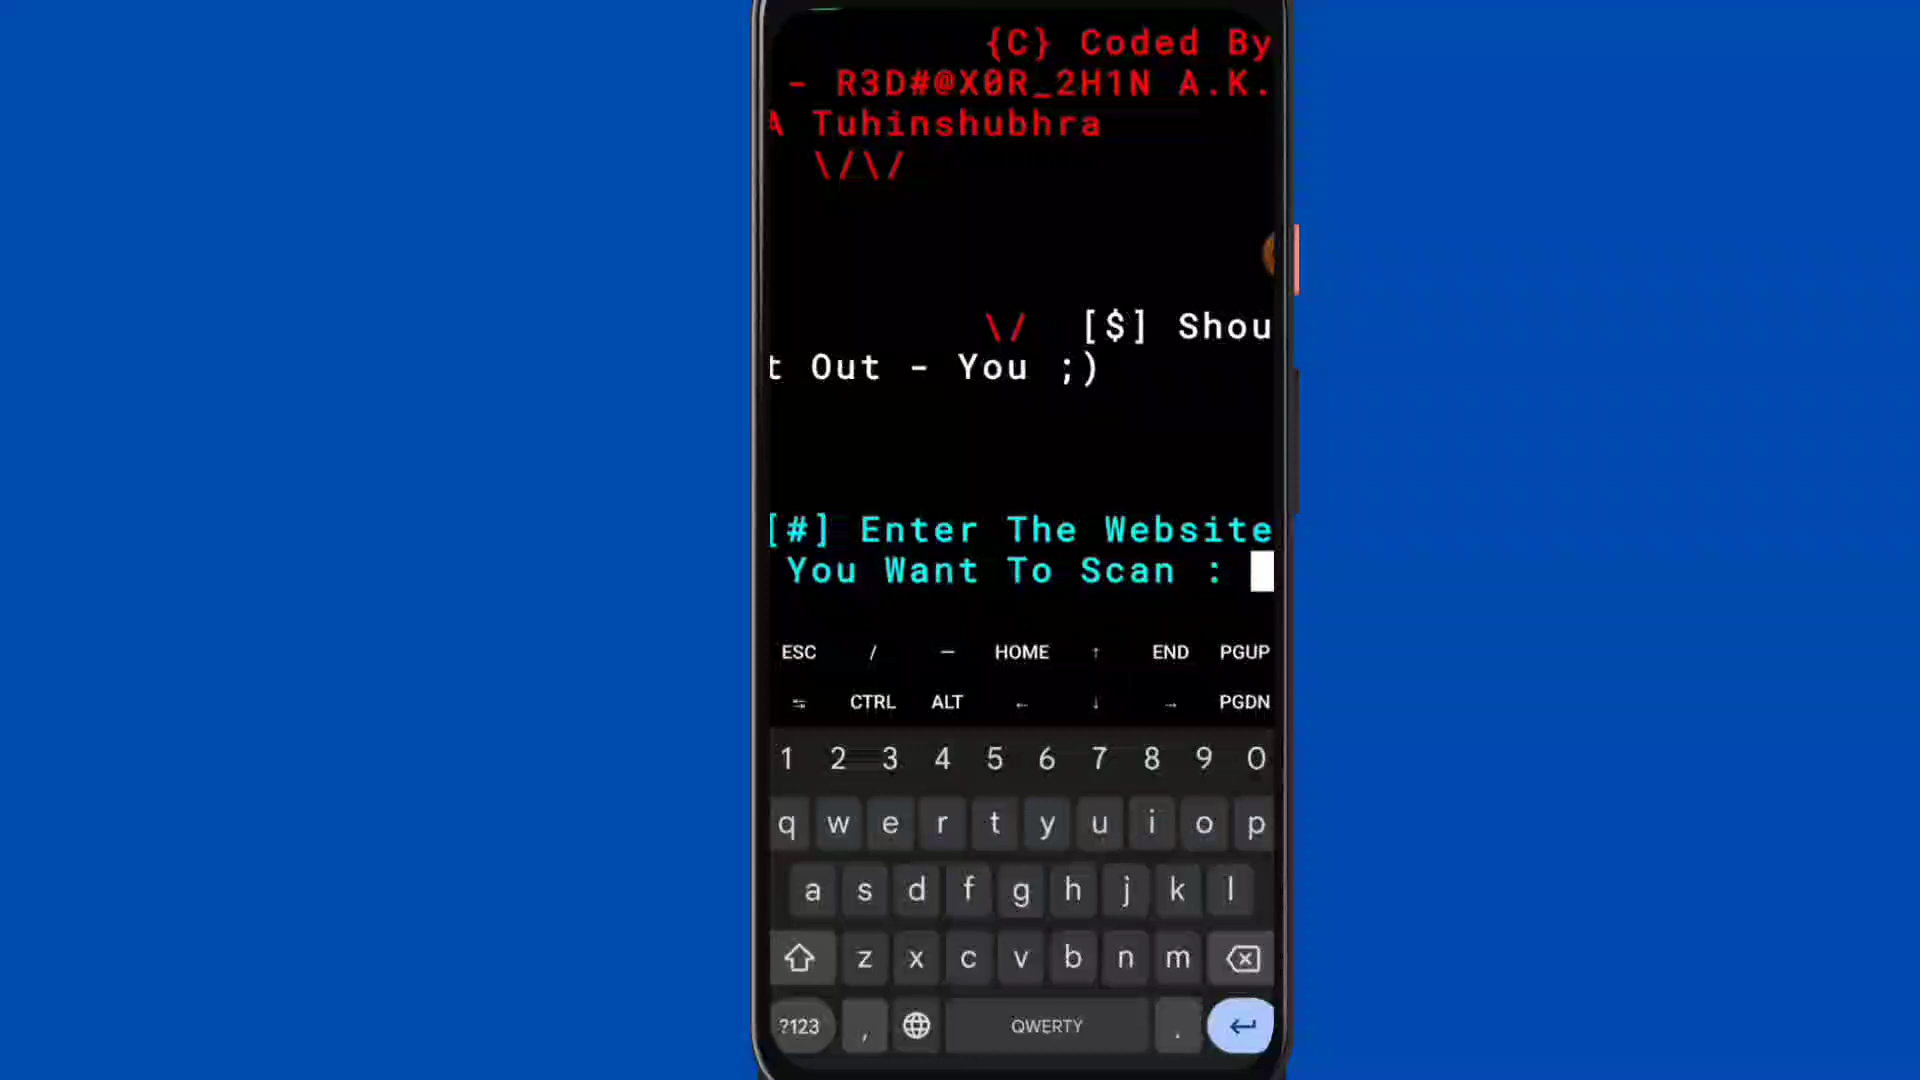 {C} Coded By
- R3D#@X0R_2H1N A.K.
A Tuhinshubhra
\/\/
\/ [$] Shou
t Out - You ;)
[#] Enter The Website
You Want To Scan :
ESC / — HOME ↑ END PGUP
⇆ CTRL ALT ← ↓ → PGDN
1 2 3 4 5 6 7 8 9 0
q w e r t y u i o p
a s d f g h j k l
z x c v b n m
?123 , QWERTY .